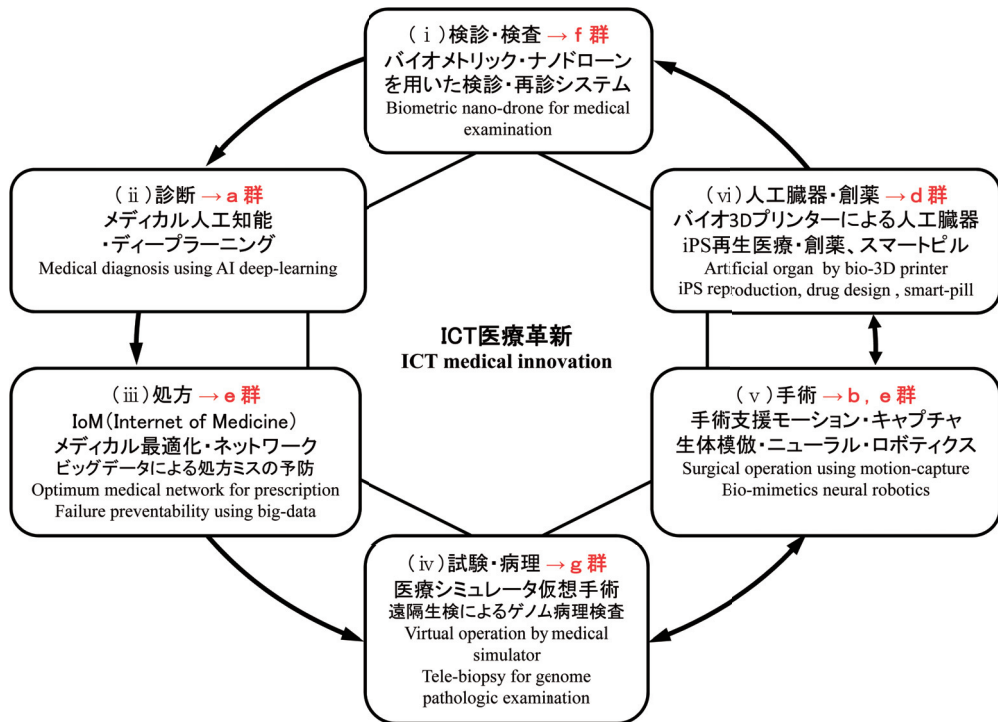 (ⅰ)検診・検査 → f 群
バイオメトリック・ナノドローン
を用いた検診・再診システム
Biometric nano-drone for medical
examination
(ⅱ)診断 → a 群
メディカル人工知能
・ディープラーニング
Medical diagnosis using AI deep-learning
(ⅵ)人工臓器・創薬 → d 群
バイオ3Dプリンターによる人工臓器
iPS再生医療・創薬、スマートピル
Artificial organ by bio-3D printer
iPS reproduction, drug design , smart-pill
ICT医療革新
ICT medical innovation
(ⅲ)処方 → e 群
IoM(Internet of Medicine)
メディカル最適化・ネットワーク
ビッグデータによる処方ミスの予防
Optimum medical network for prescription
Failure preventability using big-data
(ⅴ)手術 → b, e 群
手術支援モーション・キャプチャ
生体模倣・ニューラル・ロボティクス
Surgical operation using motion-capture
Bio-mimetics neural robotics
(ⅳ)試験・病理 → g 群
医療シミュレータ仮想手術
遠隔生検によるゲノム病理検査
Virtual operation by medical
simulator
Tele-biopsy for genome
pathologic examination